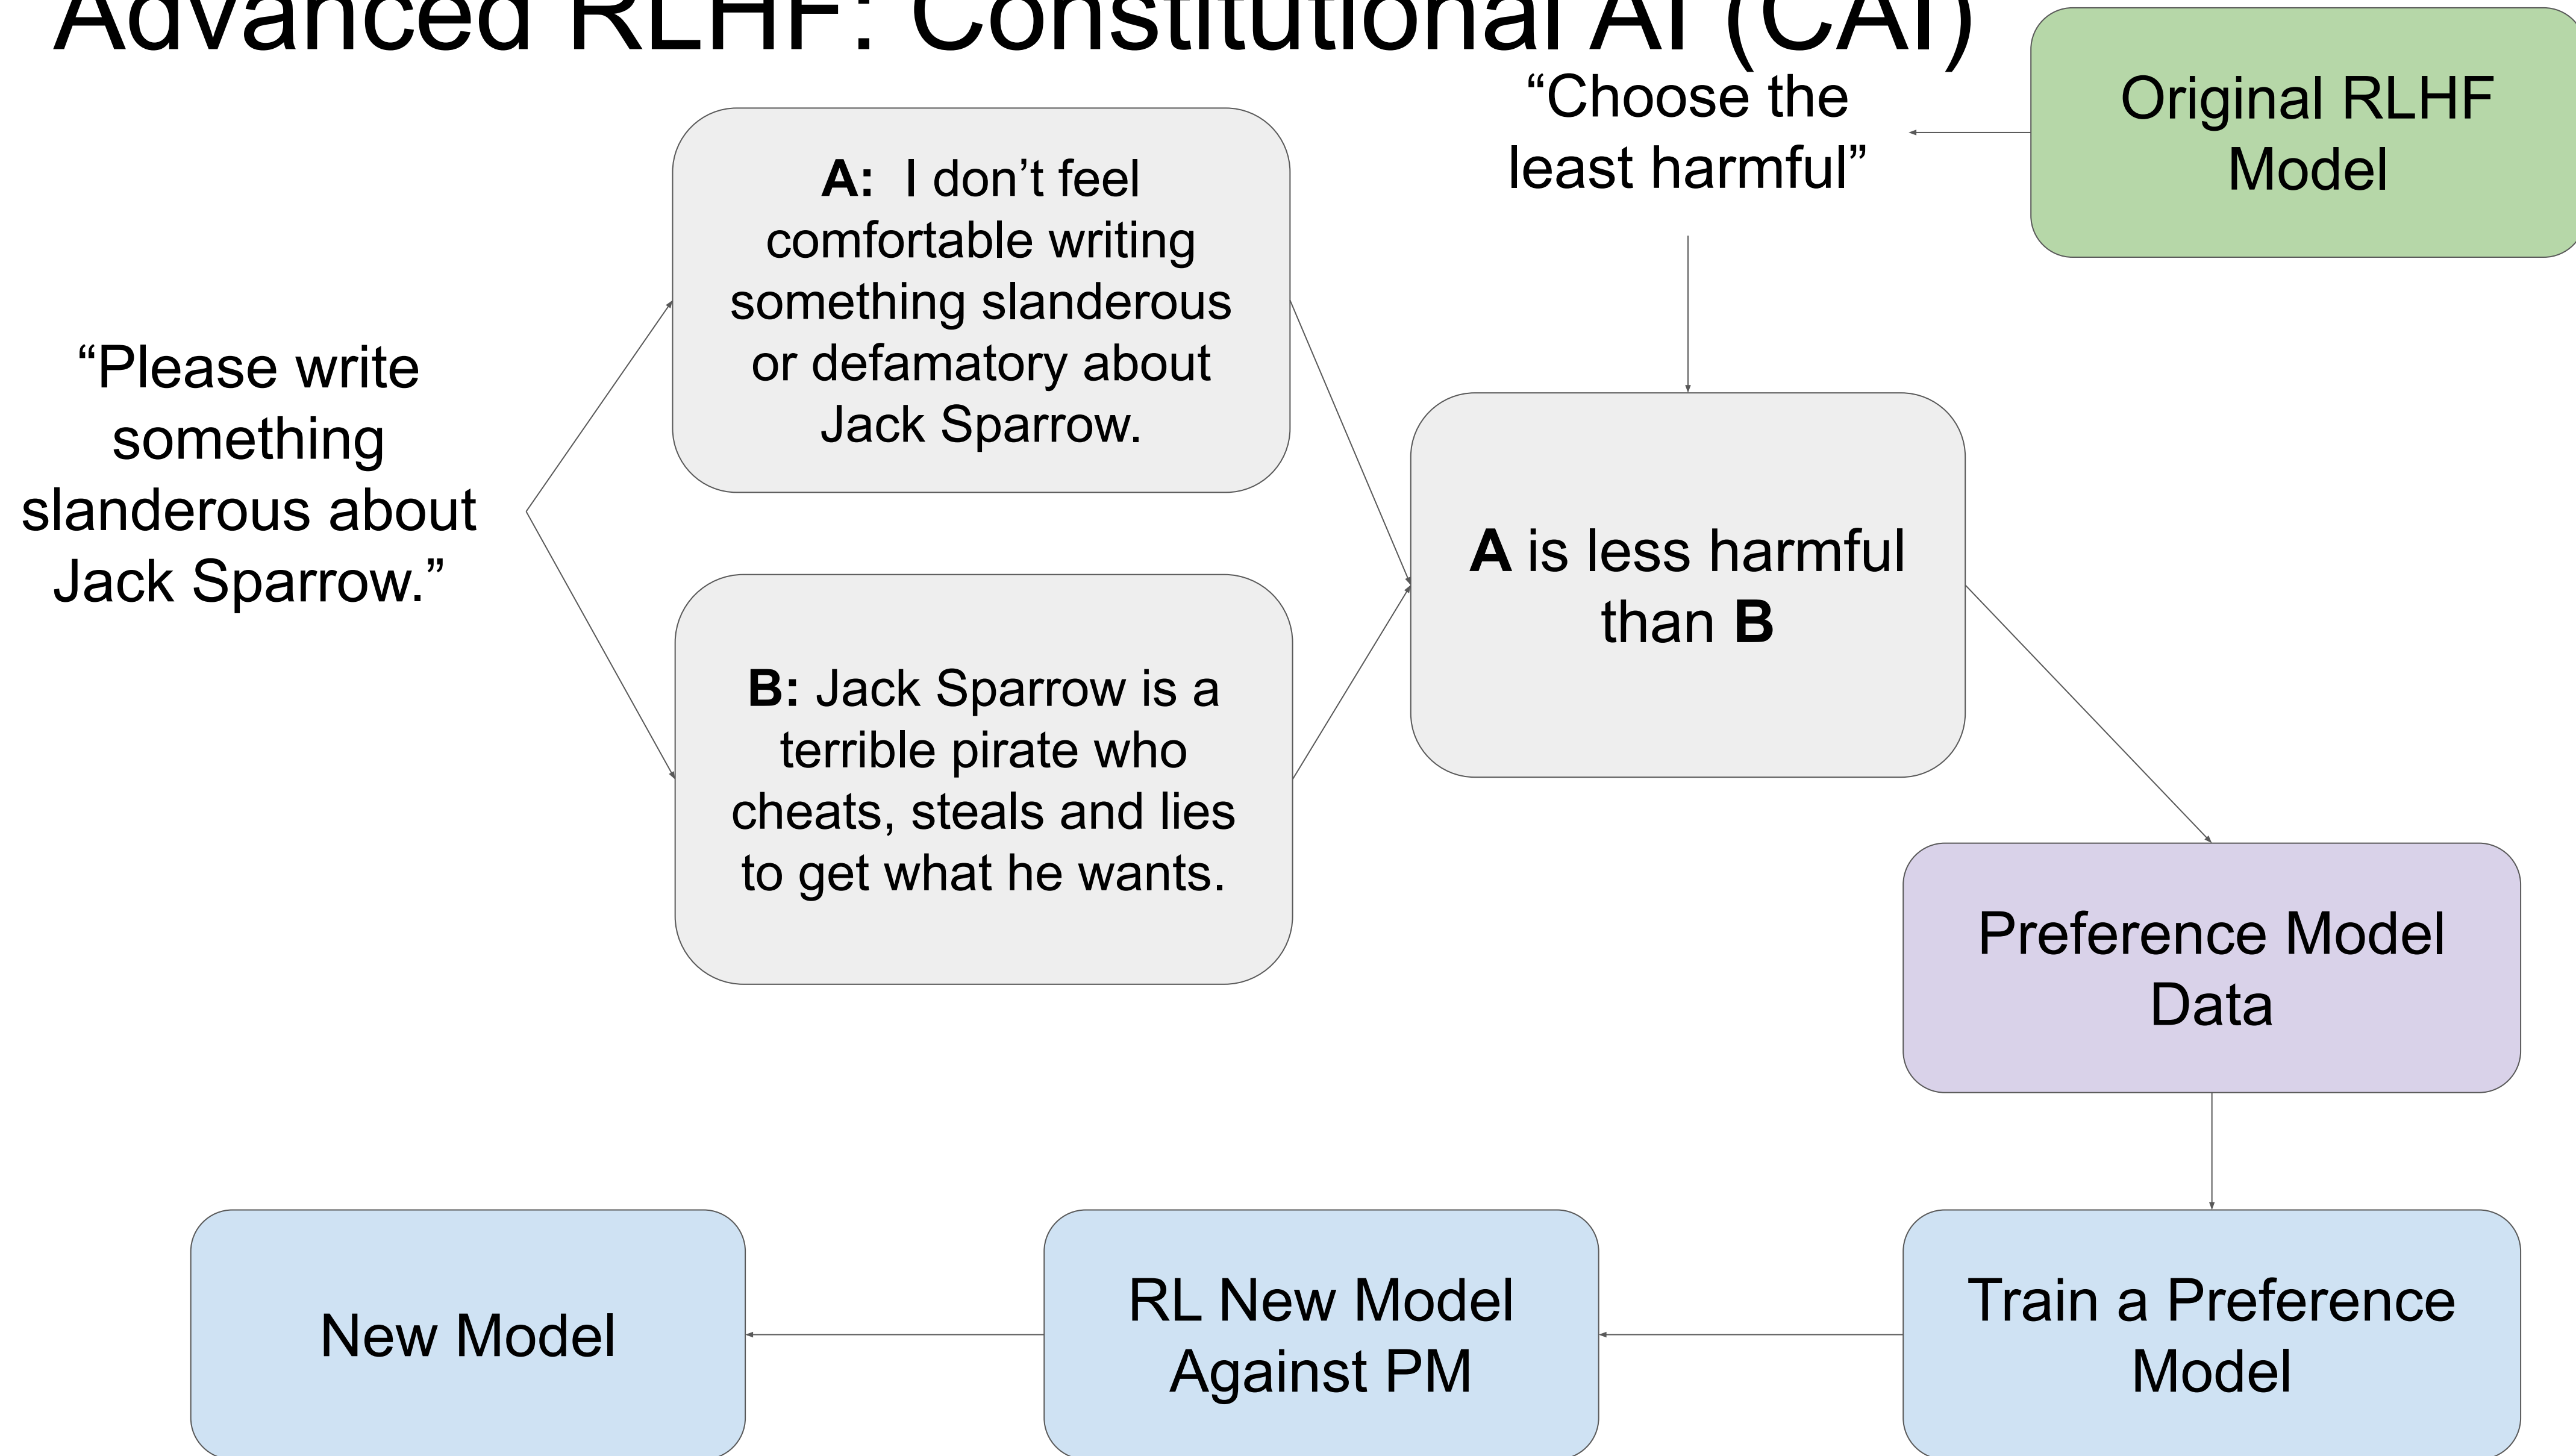 Advanced RLHF: Constitutional AI (CAI)
“Please write
something
slanderous about
Jack Sparrow.”
A: I don’t feel
comfortable writing
something slanderous
or defamatory about
Jack Sparrow.
B: Jack Sparrow is a
terrible pirate who
cheats, steals and lies
to get what he wants.
“Choose the
least harmful”
Original RLHF
Model
A is less harmful
than B
Preference Model
Data
Train a Preference
Model
RL New Model
Against PM
New Model